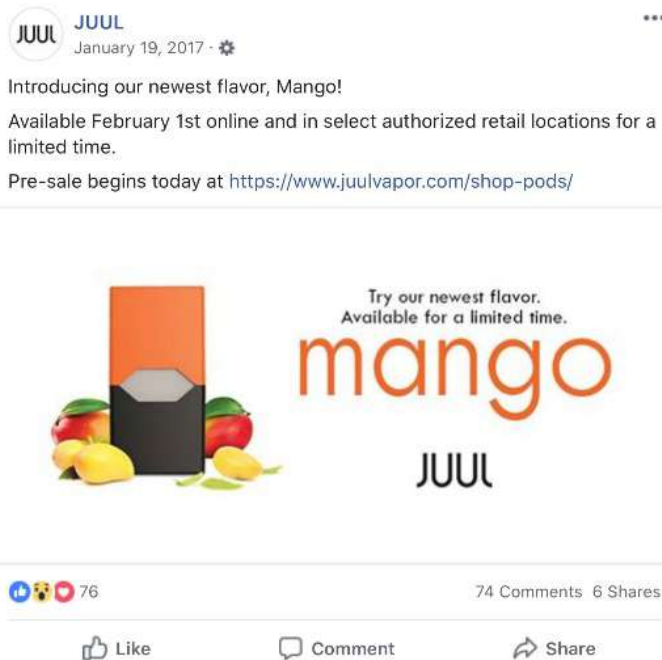 JUUL
JUUL
January 19, 2017 ·
Introducing our newest flavor, Mango!
Available February 1st online and in select authorized retail locations for a
limited time.
Pre-sale begins today at https://www.juulvapor.com/shop-pods/
Try our newest flavor.
Available for a limited time.
mango
JUUL
76
74 Comments 6 Shares
Like
Comment
Share